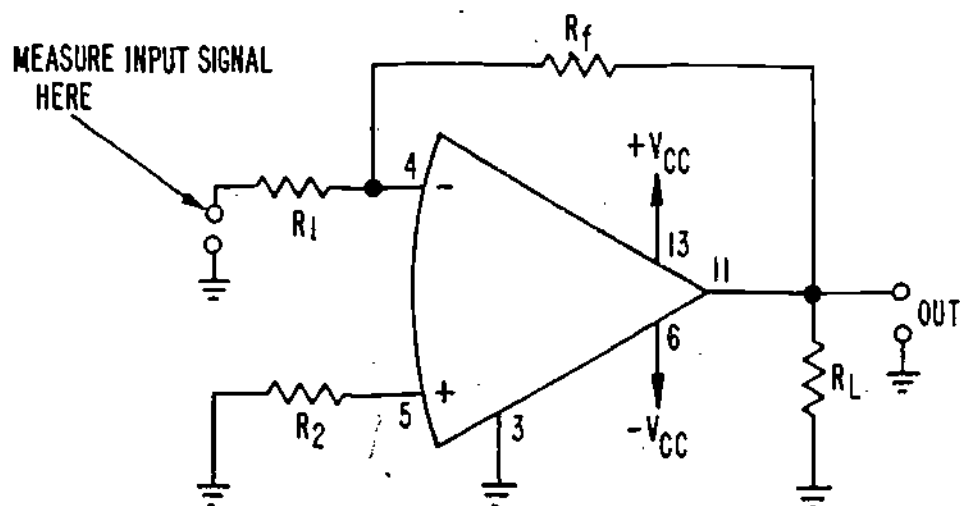 MEASURE INPUT SIGNAL
HERE
Rf
4
-
R1
+VCC
13
11
OUT
6
-VCC
RL
R2
5
+
3